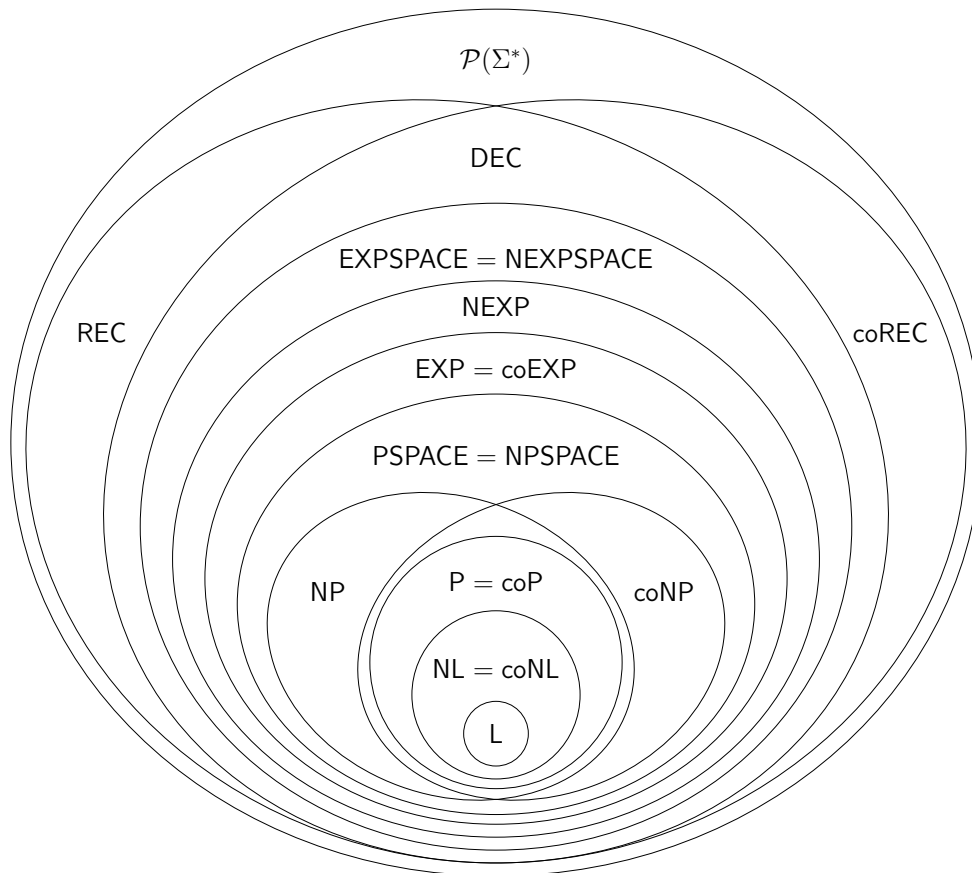 𝒫(Σ*)
DEC
EXPSPACE = NEXPSPACE
NEXP
REC
coREC
EXP = coEXP
PSPACE = NPSPACE
P = coP
NP
coNP
NL = coNL
L